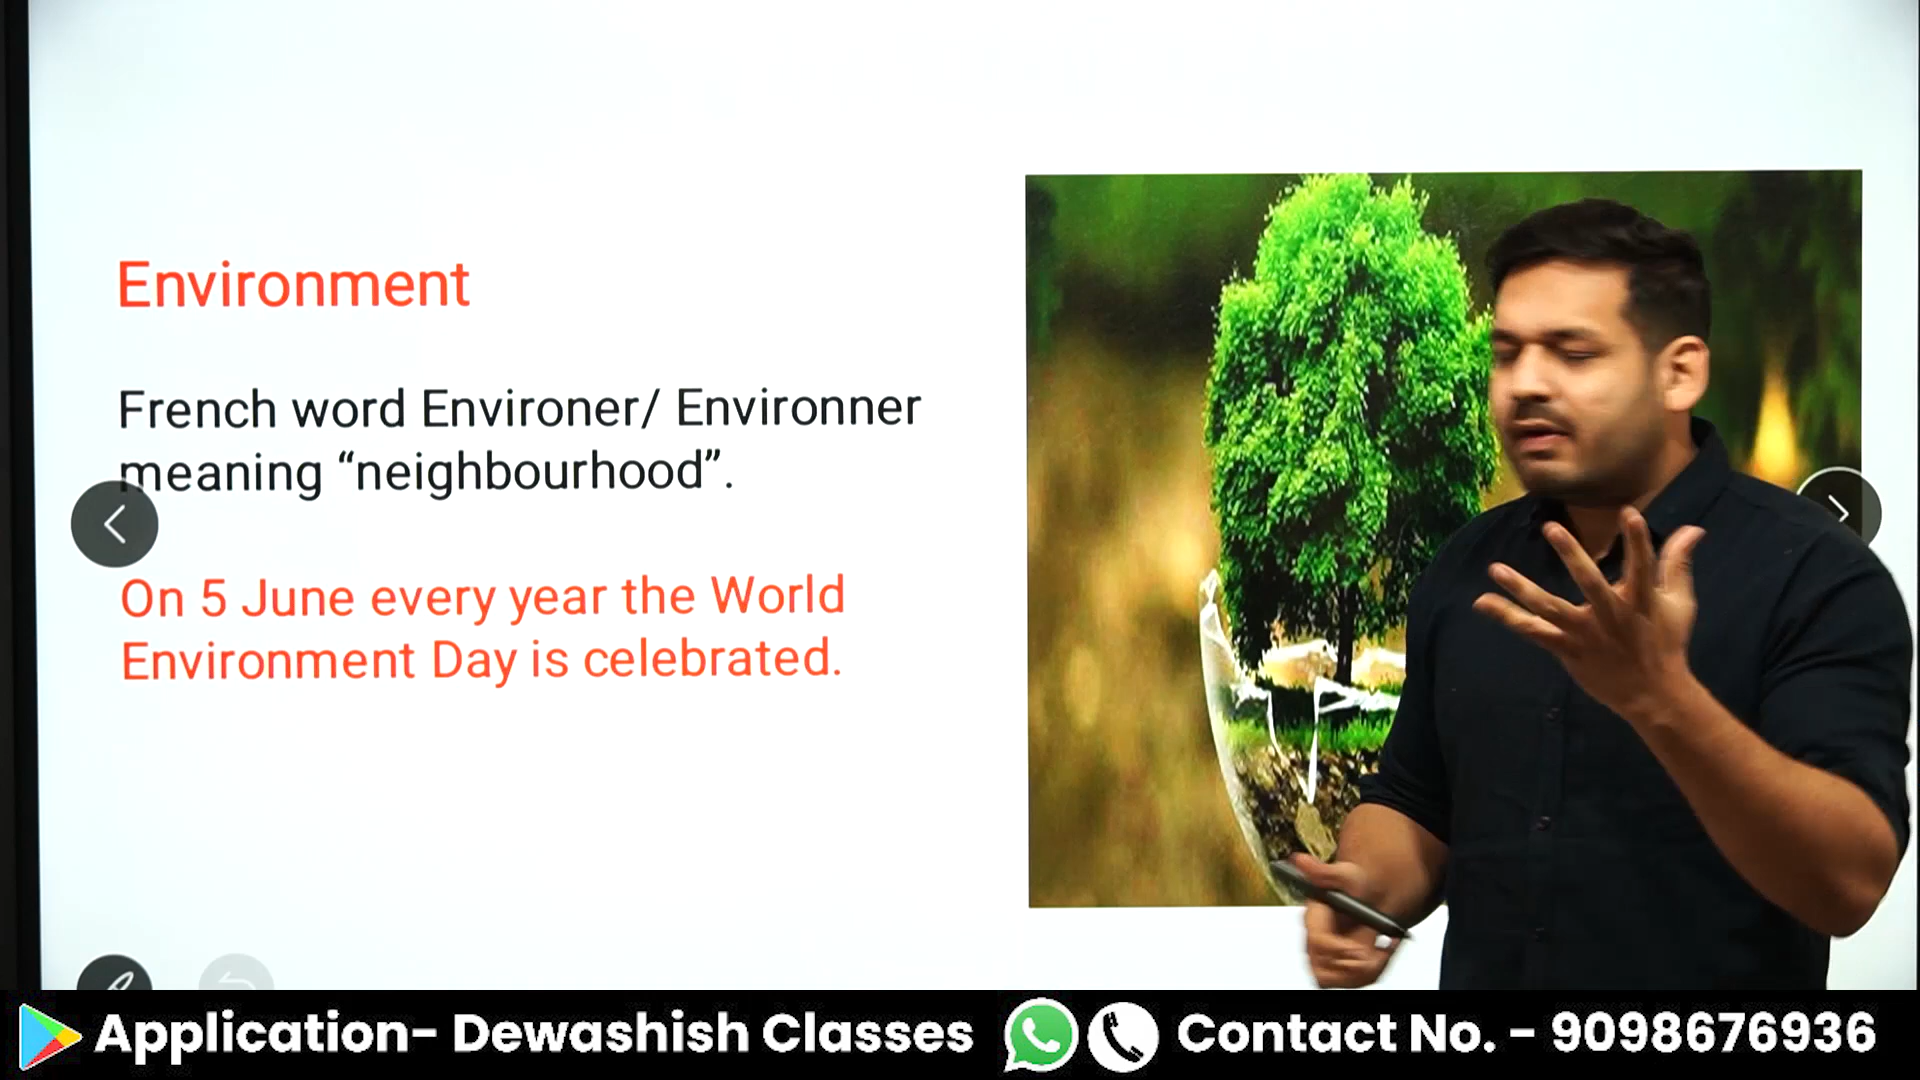 Environment
French word Environer/ Environner
meaning “neighbourhood”.
On 5 June every year the World
Environment Day is celebrated.
Application- Dewashish Classes
Contact No. - 9098676936